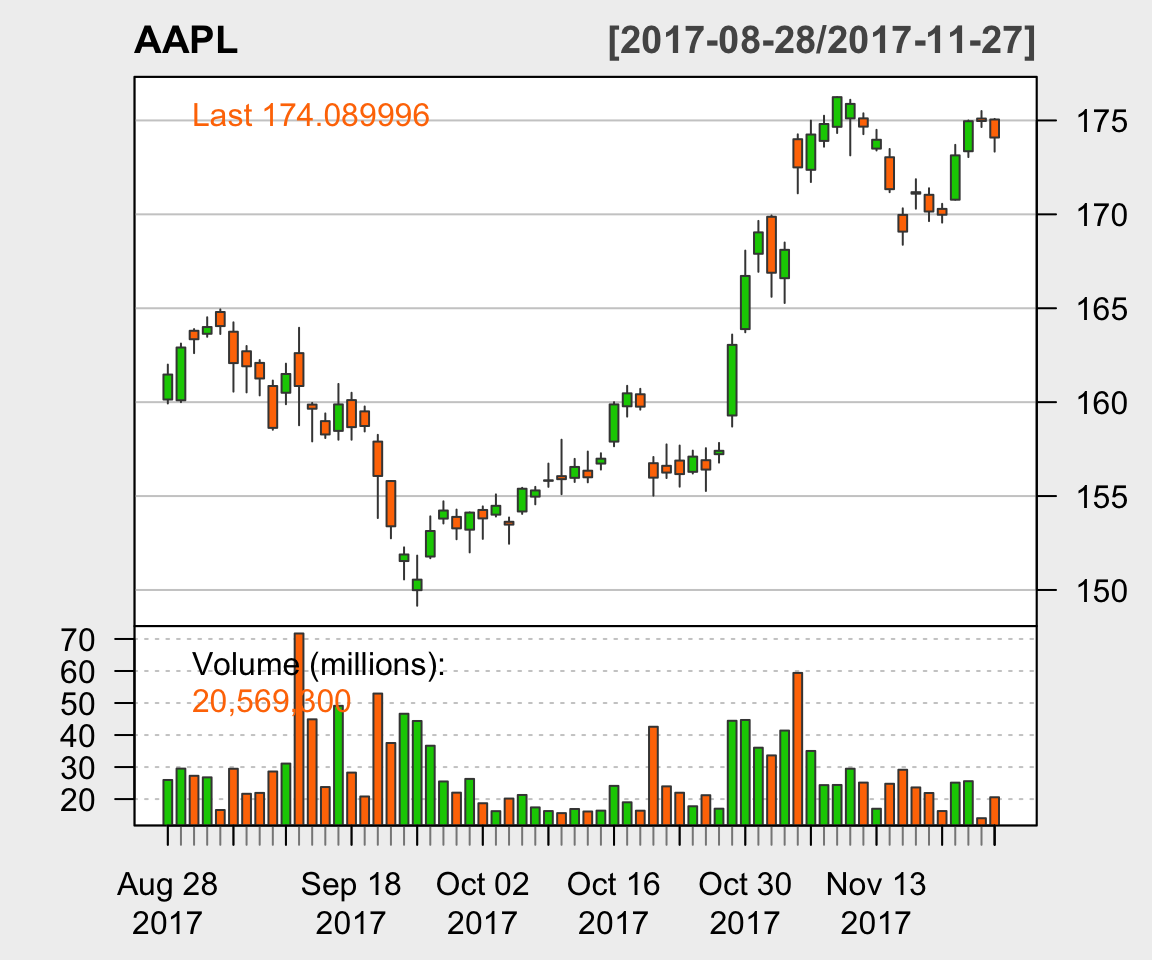 AAPL [2017-08-28/2017-11-27]
Last 174.089996
175
170
165
160
155
150
Volume (millions):
20,569,300
70
60
50
40
30
20
Aug 28 Sep 18 Oct 02 Oct 16 Oct 30 Nov 13
2017 2017 2017 2017 2017 2017